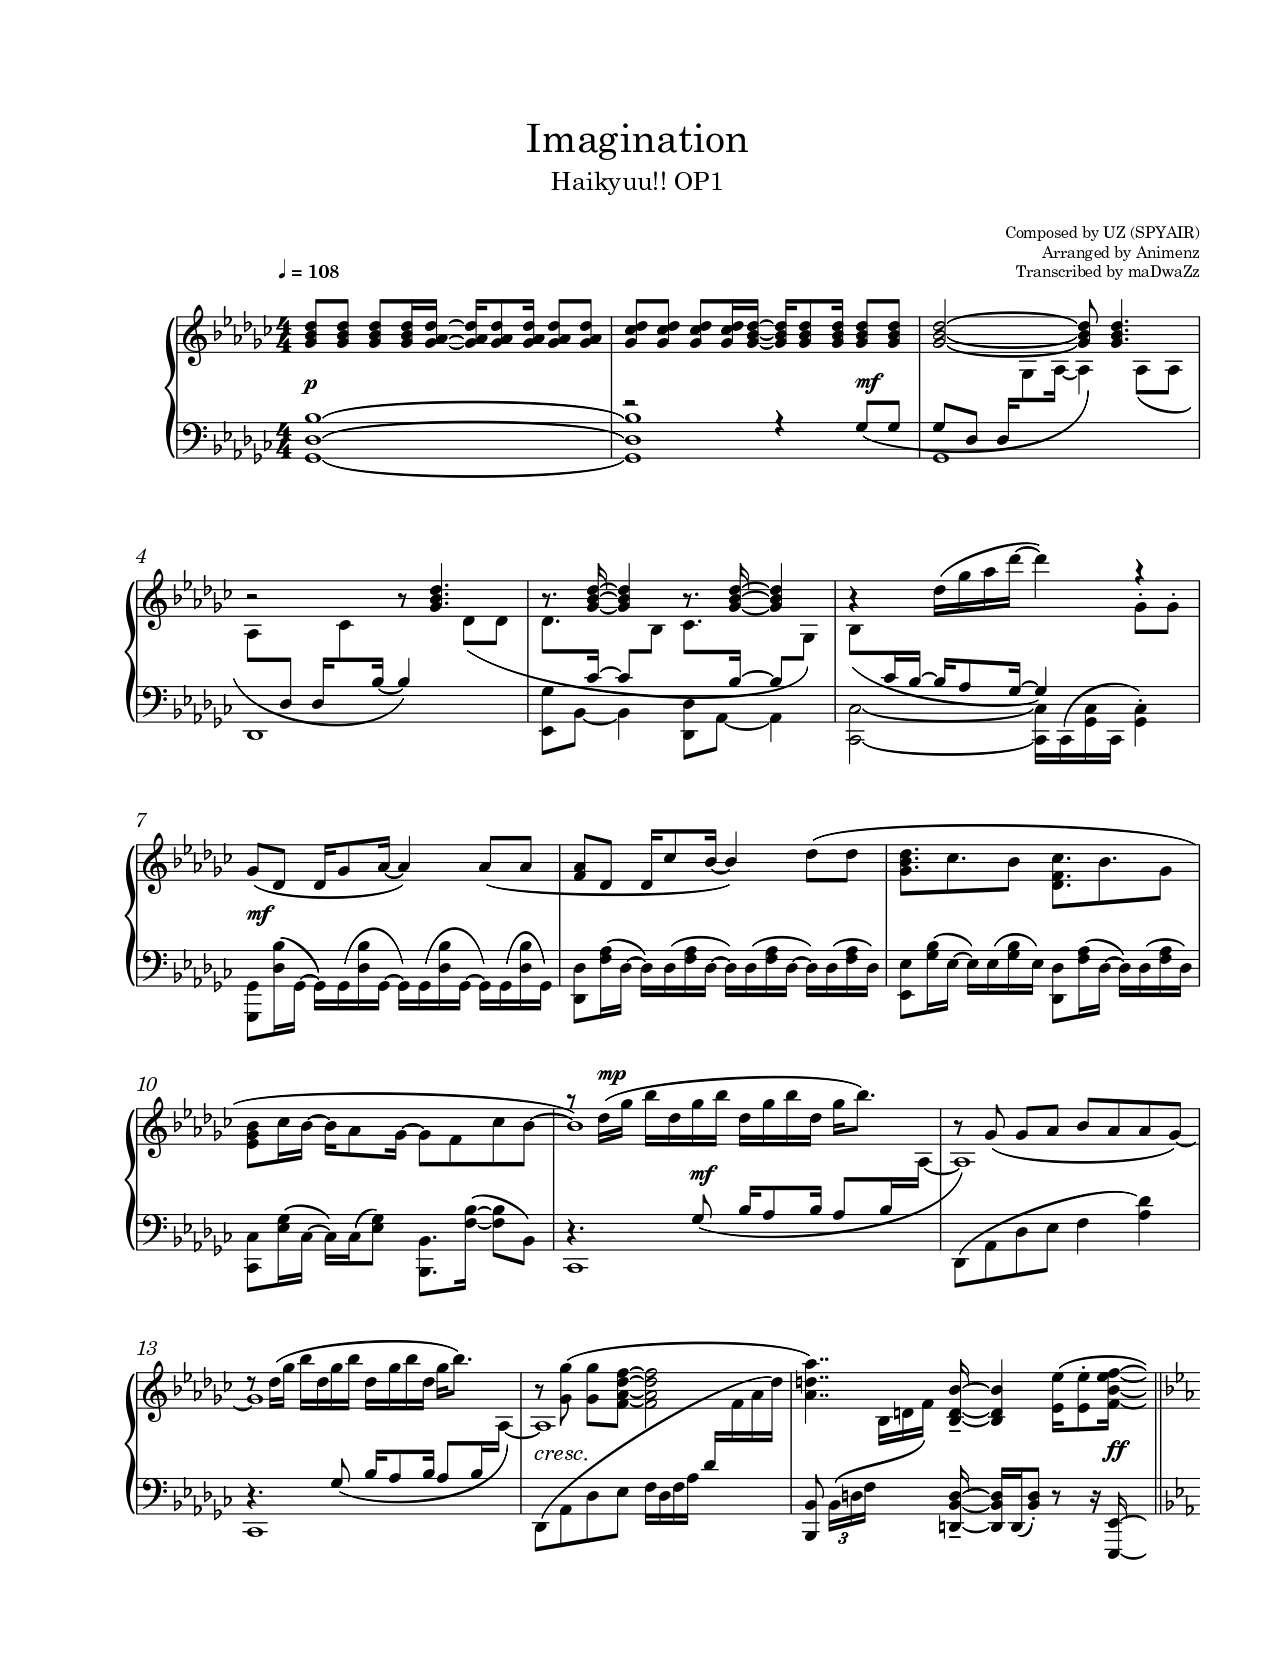 Imagination
Haikyuu!! OP1
Composed by UZ (SPYAIR)
Arranged by Animenz
Transcribed by maDwaZz
♩ = 108
p
mf
4
7
mf
10
mp
mf
13
cresc.
3
ff